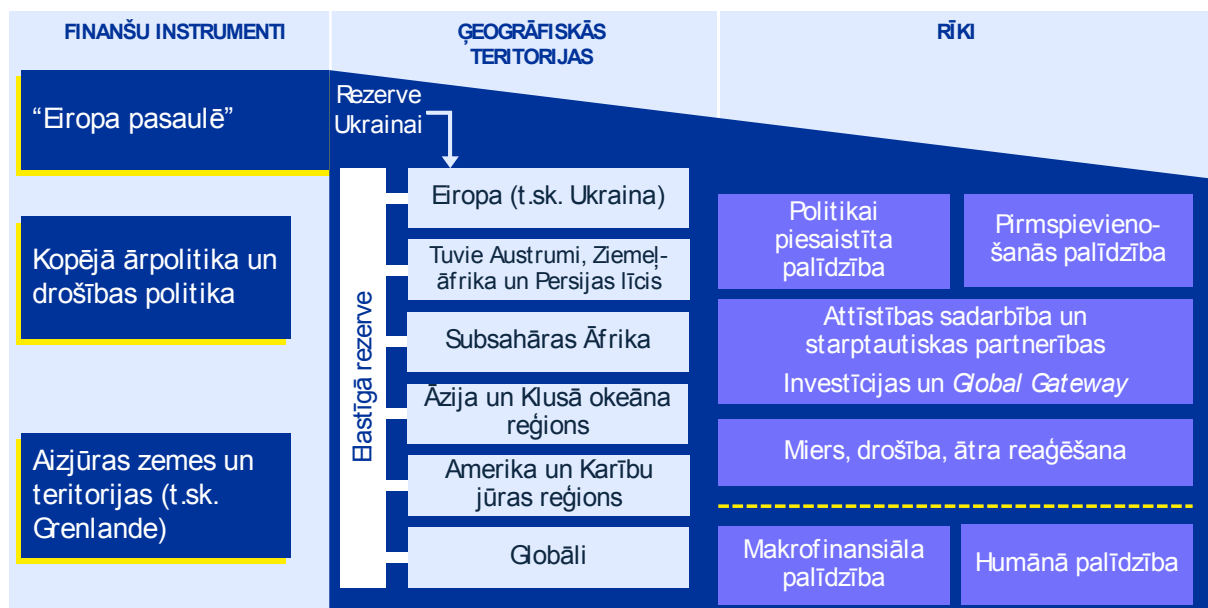 FINANŠU INSTRUMENTI
ĢEOGRĀFISKĀS
TERITORIJAS
RĪKI
“Eiropa pasaulē”
Kopējā ārpolitika un
drošības politika
Aizjūras zemes un
teritorijas (t.sk.
Grenlande)
Rezerve
Ukrainai
Elastīgā rezerve
Eiropa (t.sk. Ukraina)
Tuvie Austrumi, Ziemeļ-
āfrika un Persijas līcis
Subsahāras Āfrika
Āzija un Klusā okeāna
reģions
Amerika un Karību
jūras reģions
Globāli
Politikai
piesaistīta
palīdzība
Pirmspievieno-
šanās palīdzība
Attīstības sadarbība un
starptautiskas partnerības
Investīcijas un Global Gateway
Miers, drošība, ātra reaģēšana
Makrofinansiāla
palīdzība
Humānā palīdzība